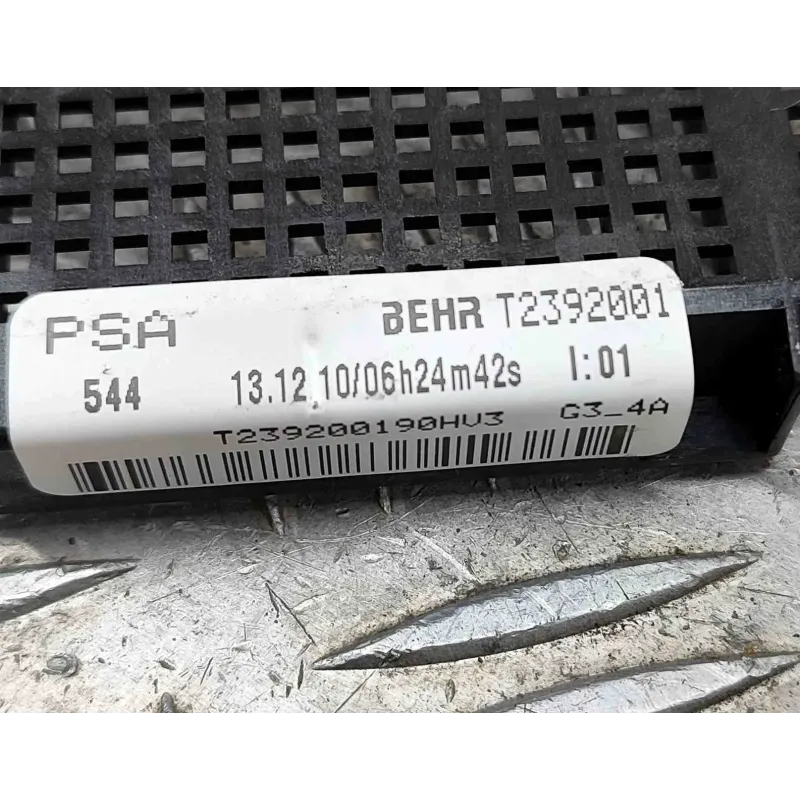 PSA BEHR T2392001
544 13.12.10/06h24m42s I:01
T239200190HV3 G3_4A